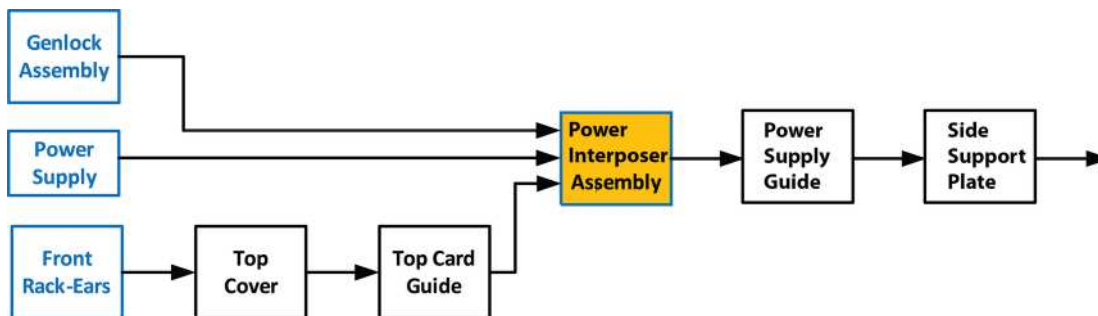 Genlock
Assembly
Power
Supply
Front
Rack-Ears
Top
Cover
Top Card
Guide
Power
Interposer
Assembly
Power
Supply
Guide
Side
Support
Plate